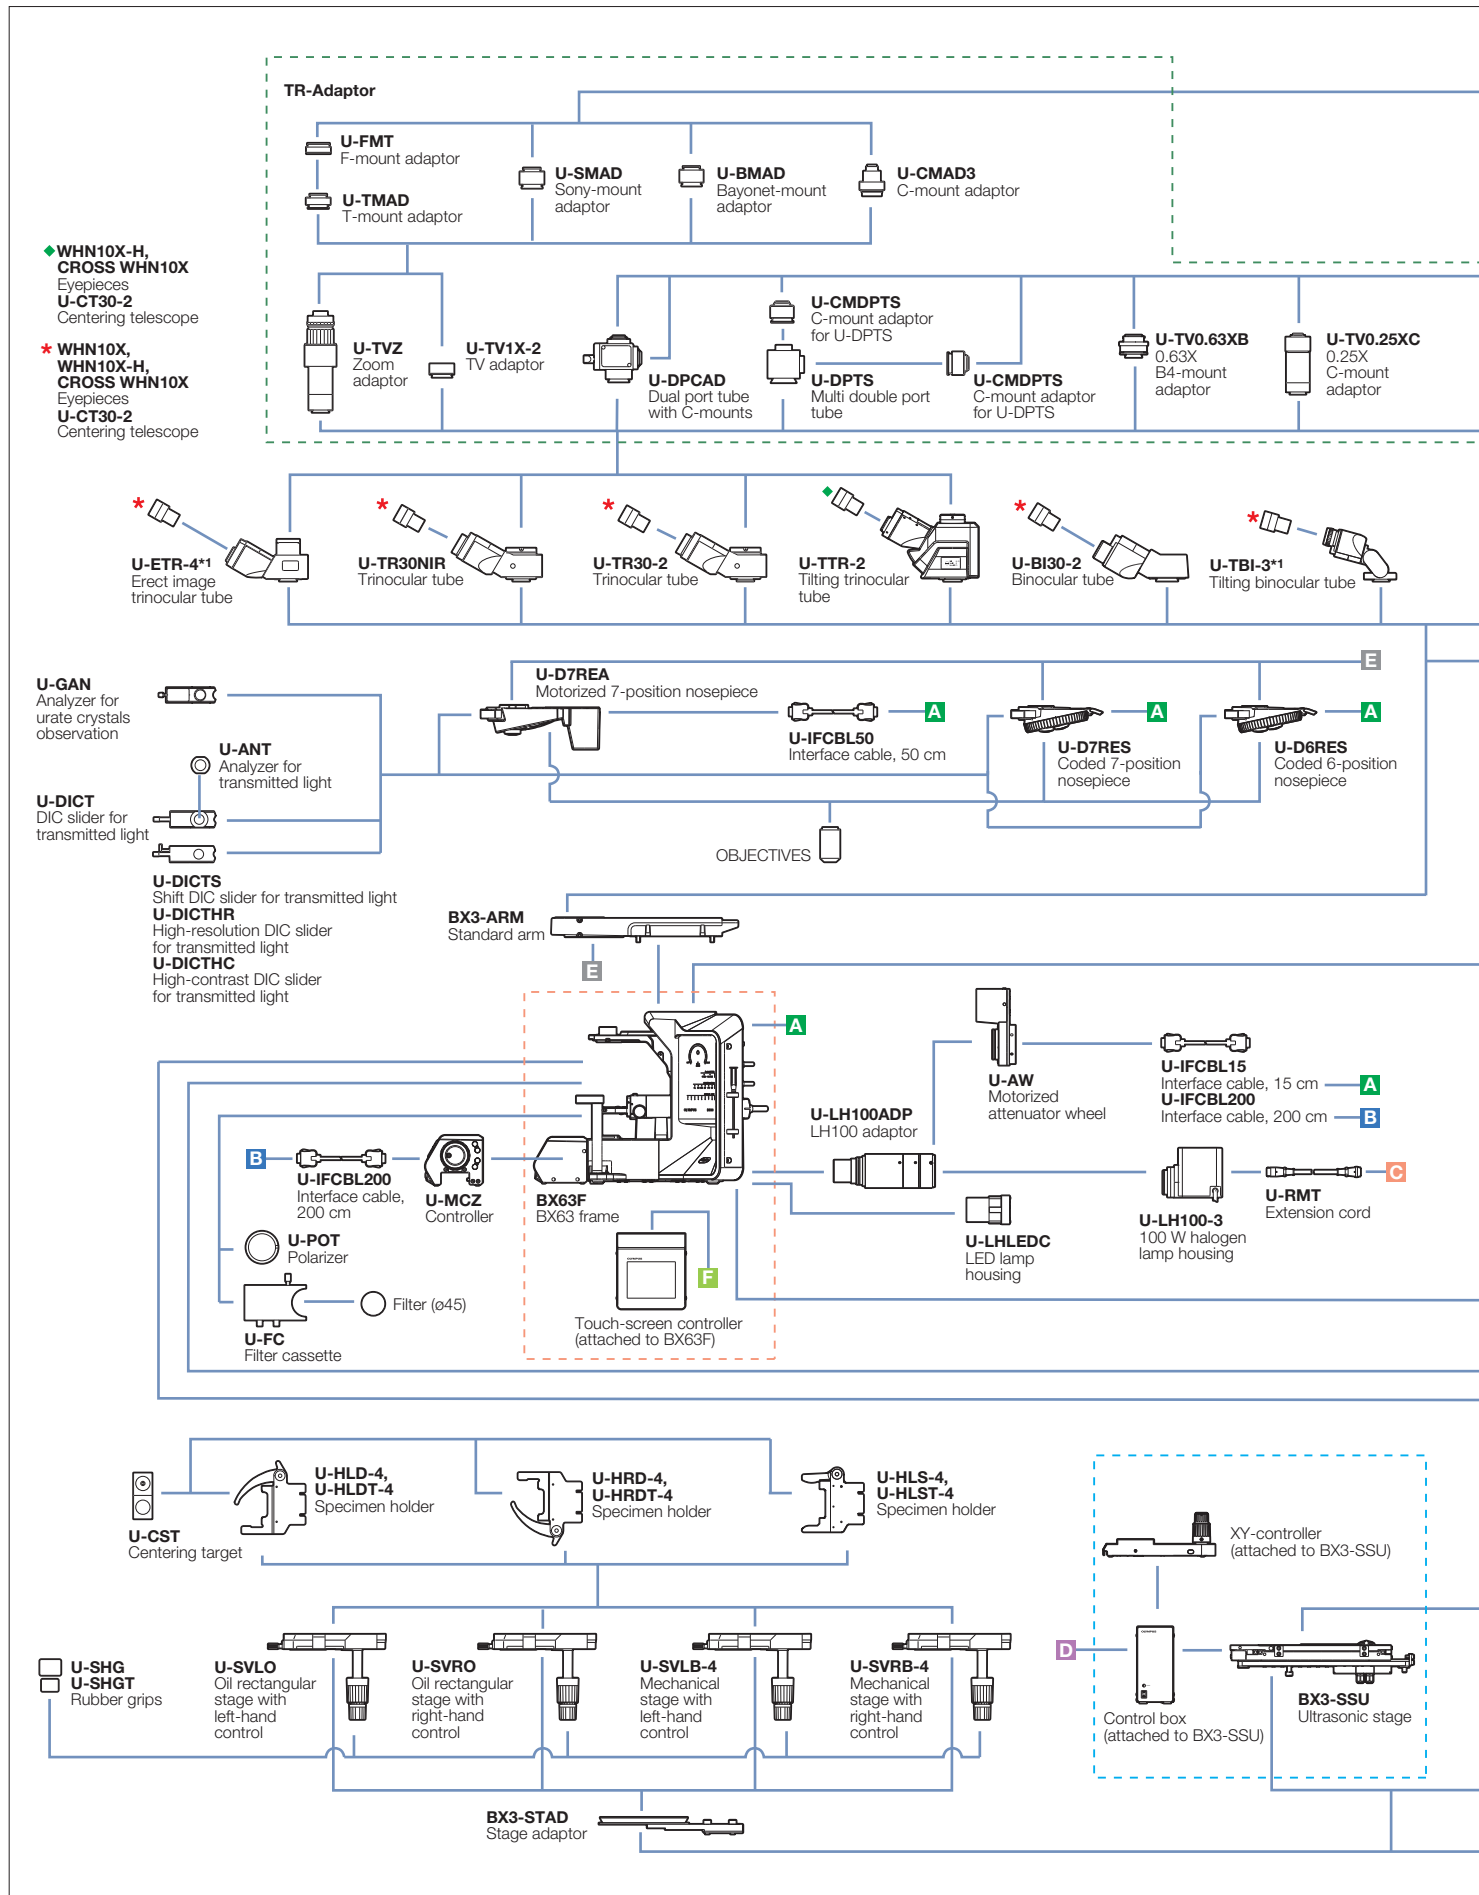 TR-Adaptor
U-FMT
F-mount adaptor
U-TMAD
T-mount adaptor
U-SMAD
Sony-mount
adaptor
U-BMAD
Bayonet-mount
adaptor
U-CMAD3
C-mount adaptor
WHN10X-H,
CROSS WHN10X
Eyepieces
U-CT30-2
Centering telescope
* WHN10X,
WHN10X-H,
CROSS WHN10X
Eyepieces
U-CT30-2
Centering telescope
U-TVZ
Zoom
adaptor
U-TV1X-2
TV adaptor
U-DPCAD
Dual port tube
with C-mounts
U-CMDPTS
C-mount adaptor
for U-DPTS
U-DPTS
Multi double port
tube
U-CMDPTS
C-mount adaptor
for U-DPTS
U-TV0.63XB
0.63X
B4-mount
adaptor
U-TV0.25XC
0.25X
C-mount
adaptor
*
U-ETR-4*1
Erect image
trinocular tube
*
U-TR30NIR
Trinocular tube
*
U-TR30-2
Trinocular tube
U-TTR-2
Tilting trinocular
tube
*
U-BI30-2
Binocular tube
*
U-TBI-3*1
Tilting binocular tube
E
U-GAN
Analyzer for
urate crystals
observation
U-ANT
Analyzer for
transmitted light
U-DICT
DIC slider for
transmitted light
U-DICTS
Shift DIC slider for transmitted light
U-DICTHR
High-resolution DIC slider
for transmitted light
U-DICTHC
High-contrast DIC slider
for transmitted light
U-D7REA
Motorized 7-position nosepiece
U-IFCBL50
Interface cable, 50 cm
A
A
U-D7RES
Coded 7-position
nosepiece
A
U-D6RES
Coded 6-position
nosepiece
OBJECTIVES
BX3-ARM
Standard arm
E
A
U-AW
Motorized
attenuator wheel
U-IFCBL15
Interface cable, 15 cm
A
U-IFCBL200
Interface cable, 200 cm
B
U-LH100ADP
LH100 adaptor
B
U-IFCBL200
Interface cable,
200 cm
U-MCZ
Controller
BX63F
BX63 frame
U-LHLEDC
LED lamp
housing
U-LH100-3
100 W halogen
lamp housing
U-RMT
Extension cord
C
U-POT
Polarizer
U-FC
Filter cassette
Filter (ø45)
F
Touch-screen controller
(attached to BX63F)
U-CST
Centering target
U-HLD-4,
U-HLDT-4
Specimen holder
U-HRD-4,
U-HRDT-4
Specimen holder
U-HLS-4,
U-HLST-4
Specimen holder
XY-controller
(attached to BX3-SSU)
D
Control box
(attached to BX3-SSU)
BX3-SSU
Ultrasonic stage
U-SHG
U-SHGT
Rubber grips
U-SVLO
Oil rectangular
stage with
left-hand
control
U-SVRO
Oil rectangular
stage with
right-hand
control
U-SVLB-4
Mechanical
stage with
left-hand
control
U-SVRB-4
Mechanical
stage with
right-hand
control
BX3-STAD
Stage adaptor